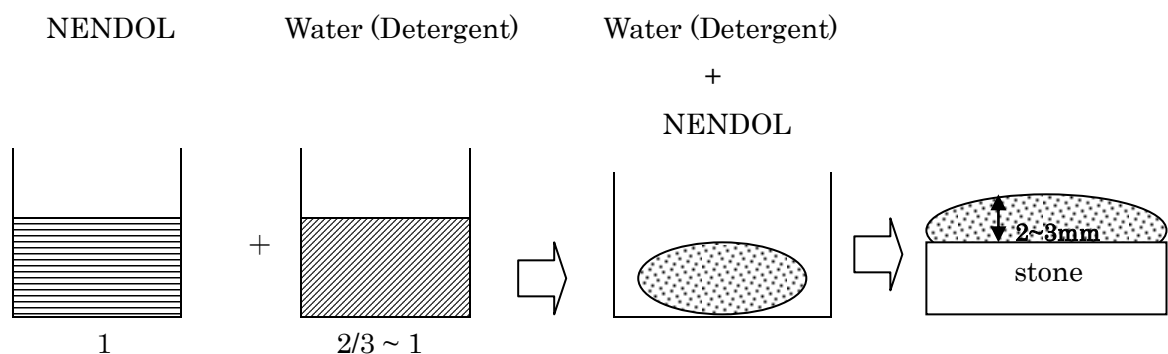 NENDOL
Water (Detergent)
Water (Detergent)
+
NENDOL
+
2~3mm
stone
1
2/3 ~ 1